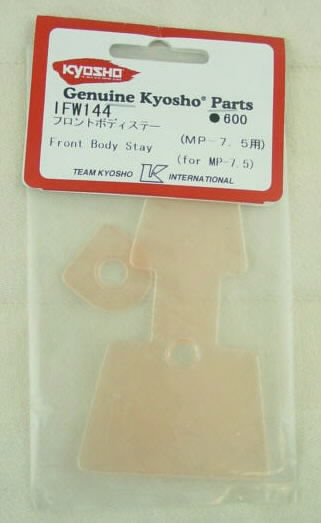 KYOSHO
Genuine Kyosho® Parts
IFW144 ●600
フロントボディステー (MP-7.5用)
Front Body Stay (for MP-7.5)
TEAM KYOSHO K INTERNATIONAL